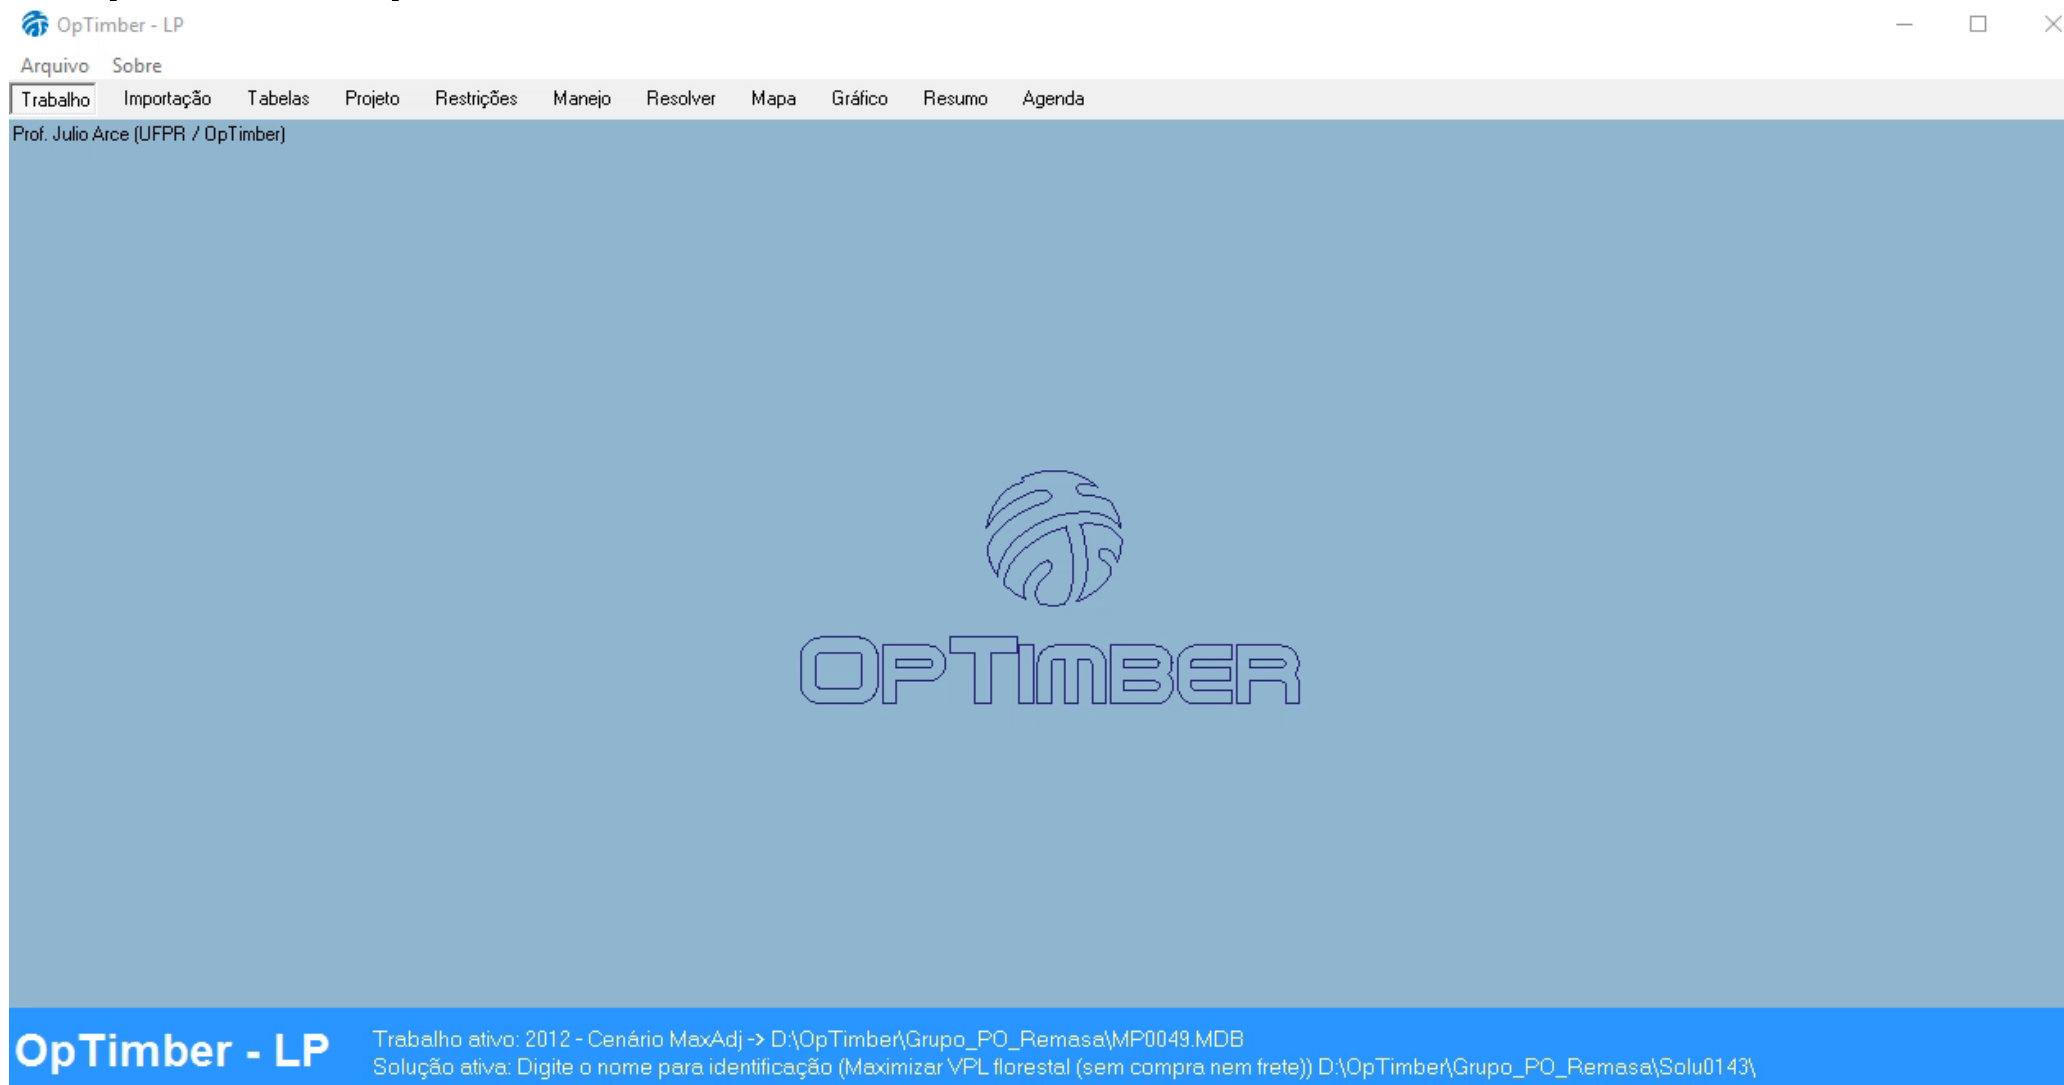 OpTimber - LP
Arquivo Sobre
Trabalho Importação Tabelas Projeto Restrições Manejo Resolver Mapa Gráfico Resumo Agenda
Prof. Julio Arce (UFPR / OpTimber)
OPTIMBER
OpTimber - LP
Trabalho ativo: 2012 - Cenário MaxAdj -> D:\OpTimber\Grupo_PO_Remasa\MP0049.MDB
Solução ativa: Digite o nome para identificação (Maximizar VPL florestal (sem compra nem frete)) D:\OpTimber\Grupo_PO_Remasa\Solu0143\